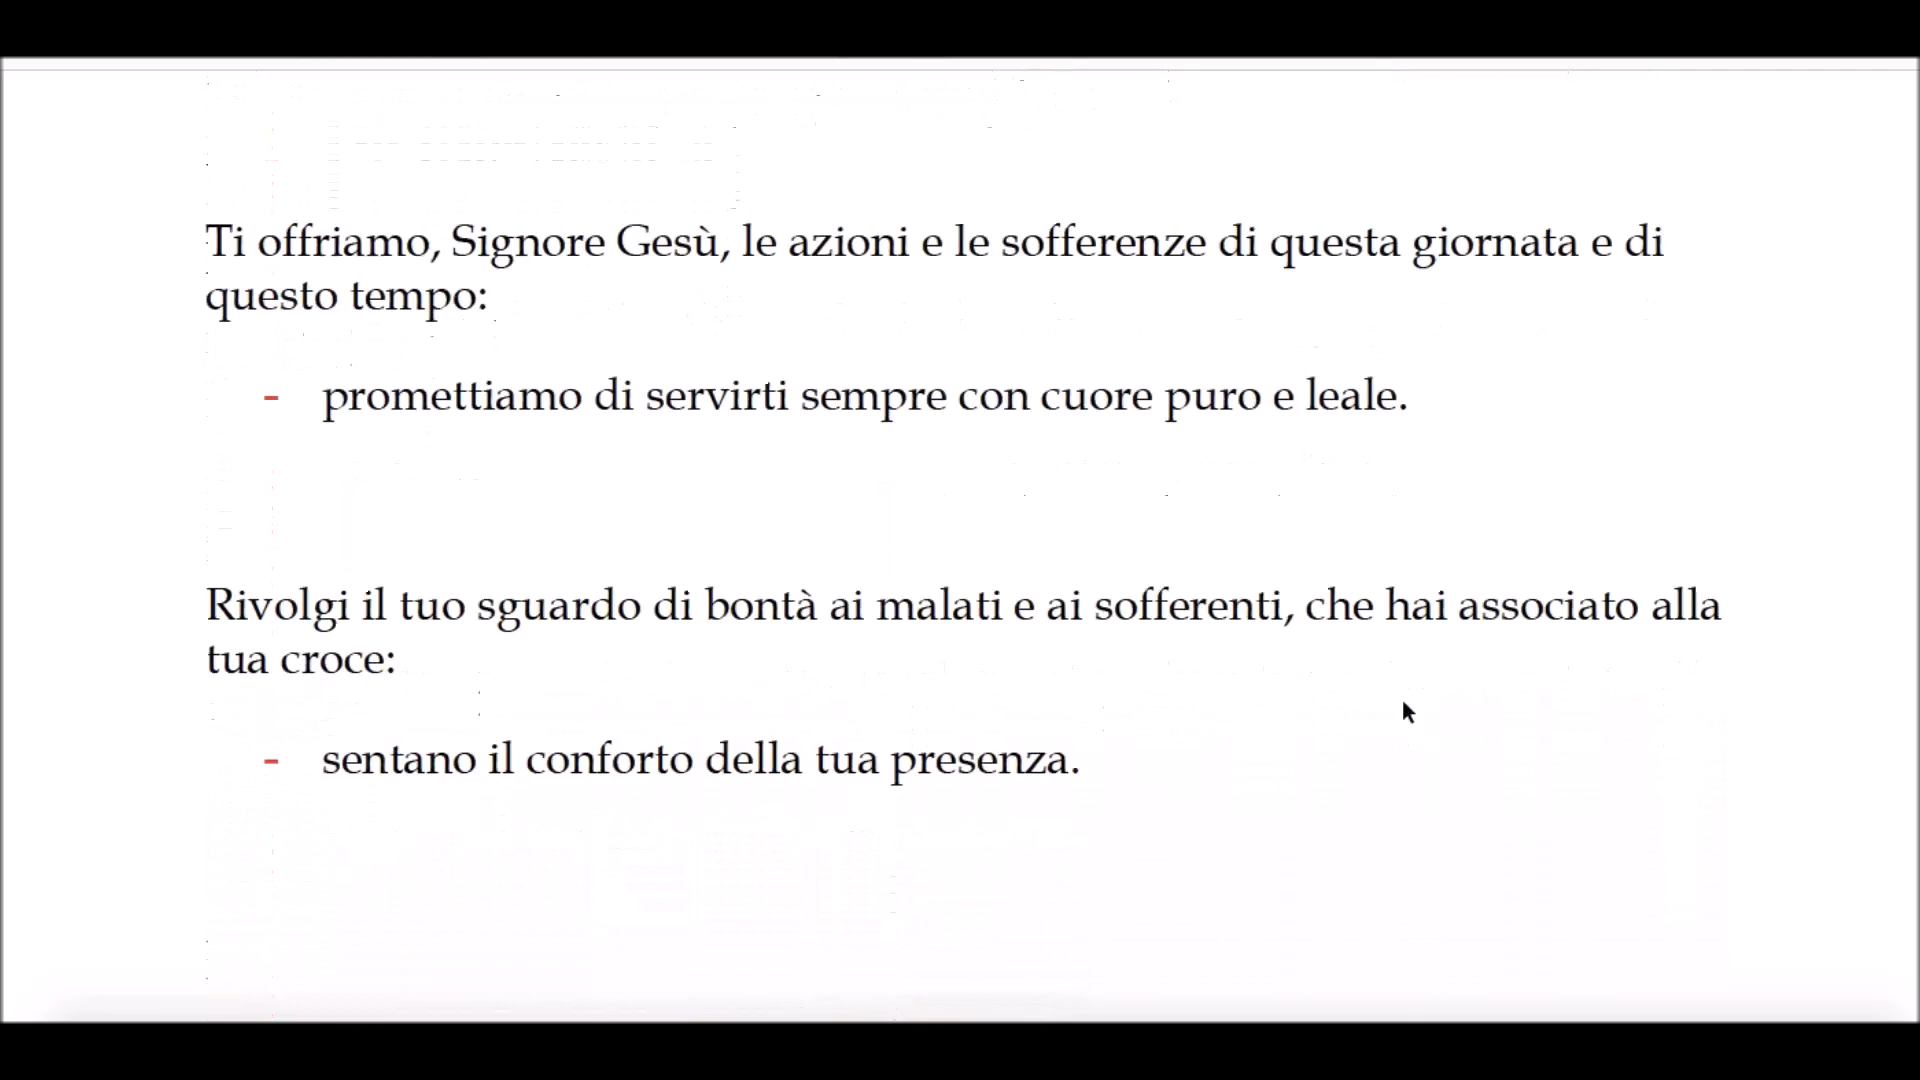 Ti offriamo, Signore Gesù, le azioni e le sofferenze di questa giornata e di
questo tempo:
- promettiamo di servirti sempre con cuore puro e leale.
Rivolgi il tuo sguardo di bontà ai malati e ai sofferenti, che hai associato alla
tua croce:
- sentano il conforto della tua presenza.